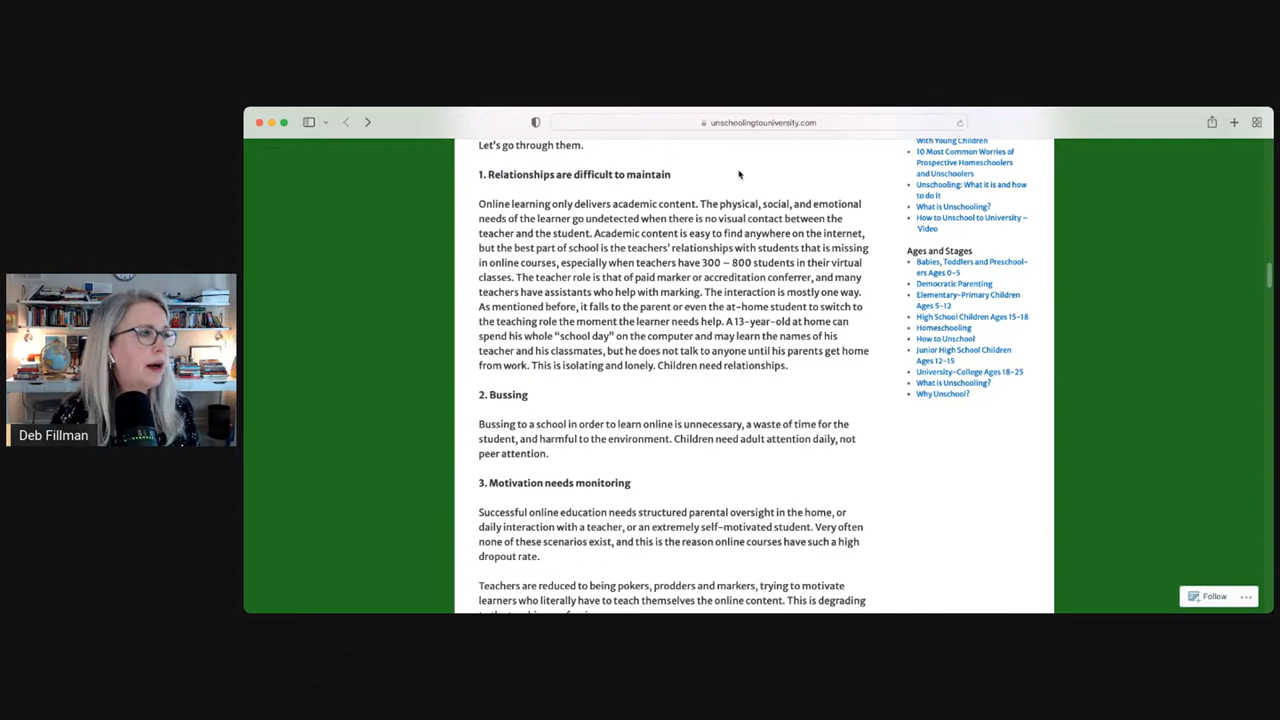 unschoolingtouniversity.com
Let's go through them.
1. Relationships are difficult to maintain
Online learning only delivers academic content. The physical, social, and emotional
needs of the learner go undetected when there is no visual contact between the
teacher and the student. Academic content is easy to find anywhere on the internet,
but the best part of school is the teachers' relationships with students that is missing
in online courses, especially when teachers have 300 – 800 students in their virtual
classes. The teacher role is that of paid marker or accreditation conferrer, and many
teachers have assistants who help with marking. The interaction is mostly one way.
As mentioned before, it falls to the parent or even the at-home student to switch to
the teaching role the moment the learner needs help. A 13-year-old at home can
spend his whole "school day" on the computer and may learn the names of his
teacher and his classmates, but he does not talk to anyone until his parents get home
from work. This is isolating and lonely. Children need relationships.
2. Bussing
Bussing to a school in order to learn online is unnecessary, a waste of time for the
student, and harmful to the environment. Children need adult attention daily, not
peer attention.
3. Motivation needs monitoring
Successful online education needs structured parental oversight in the home, or
daily interaction with a teacher, or an extremely self-motivated student. Very often
none of these scenarios exist, and this is the reason online courses have such a high
dropout rate.
Teachers are reduced to being pokers, prodders and markers, trying to motivate
learners who literally have to teach themselves the online content. This is degrading
With Young Children
10 Most Common Worries of
Prospective Homeschoolers
and Unschoolers
Unschooling: What it is and how
to do it
What is Unschooling?
How to Unschool to University –
Video
Ages and Stages
Babies, Toddlers and Preschool-
ers Ages 0-5
Democratic Parenting
Elementary-Primary Children
Ages 5-12
High School Children Ages 15-18
Homeschooling
How to Unschool
Junior High School Children
Ages 12-15
University-College Ages 18-25
What is Unschooling?
Why Unschool?
Follow
Deb Fillman